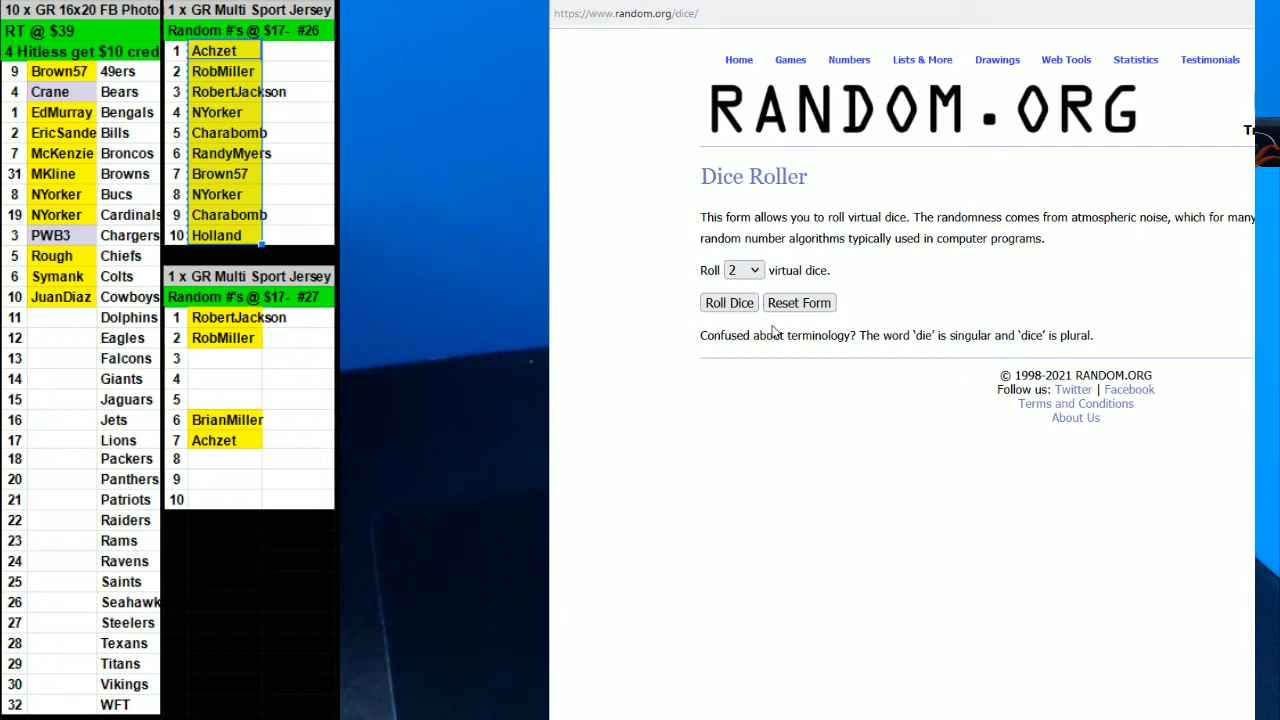 10 x GR 16x20 FB Photo
RT @ $39
4 Hitless get $10 cred
9 Brown57 49ers
4 Crane Bears
1 EdMurray Bengals
2 EricSande Bills
7 McKenzie Broncos
31 MKline Browns
8 NYorker Bucs
19 NYorker Cardinals
3 PWB3 Chargers
5 Rough Chiefs
6 Symank Colts
10 JuanDiaz Cowboys
11 Dolphins
12 Eagles
13 Falcons
14 Giants
15 Jaguars
16 Jets
17 Lions
18 Packers
20 Panthers
21 Patriots
22 Raiders
23 Rams
24 Ravens
25 Saints
26 Seahawk
27 Steelers
28 Texans
29 Titans
30 Vikings
32 WFT
1 x GR Multi Sport Jersey
Random #'s @ $17- #26
1 Achzet
2 RobMiller
3 RobertJackson
4 NYorker
5 Charabomb
6 RandyMyers
7 Brown57
8 NYorker
9 Charabomb
10 Holland
1 x GR Multi Sport Jersey
Random #'s @ $17- #27
1 RobertJackson
2 RobMiller
3
4
5
6 BrianMiller
7 Achzet
8
9
10
https://www.random.org/dice/
Home Games Numbers Lists & More Drawings Web Tools Statistics Testimonials
RANDOM.ORG
Dice Roller
This form allows you to roll virtual dice. The randomness comes from atmospheric noise, which for many
random number algorithms typically used in computer programs.
Roll 2 virtual dice.
Roll Dice Reset Form
Confused about terminology? The word ‘die’ is singular and ‘dice’ is plural.
© 1998-2021 RANDOM.ORG
Follow us: Twitter | Facebook
Terms and Conditions
About Us